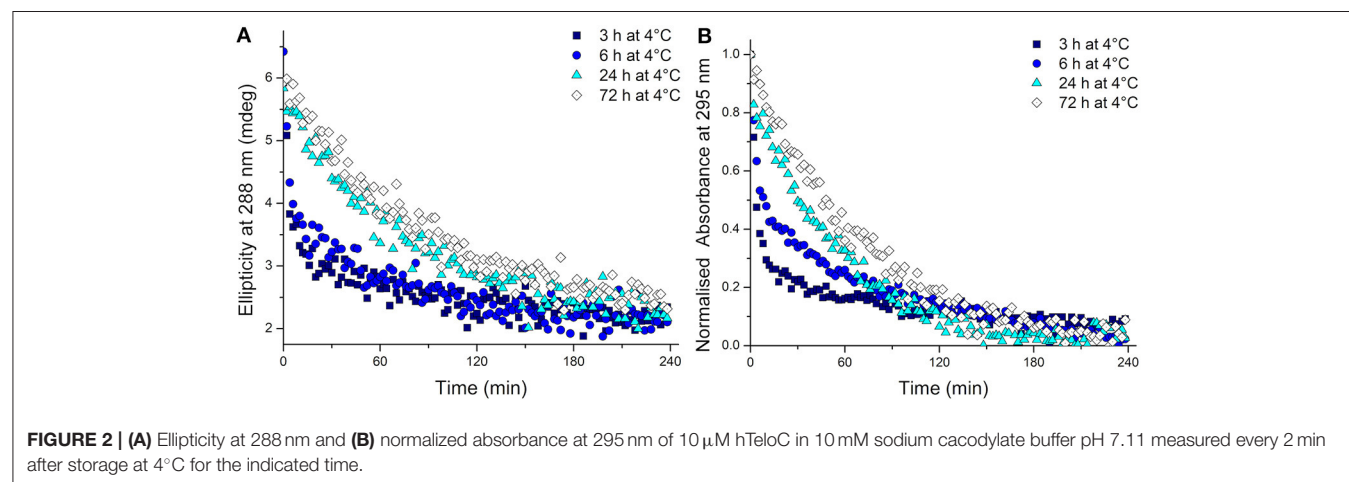 A
3 h at 4°C
6 h at 4°C
24 h at 4°C
72 h at 4°C
Ellipticity at 288 nm (mdeg)
6
5
4
3
2
0 60 120 180 240
Time (min)
B
3 h at 4°C
6 h at 4°C
24 h at 4°C
72 h at 4°C
Normalised Absorbance at 295 nm
1.0
0.8
0.6
0.4
0.2
0.0
0 60 120 180 240
Time (min)
FIGURE 2 | (A) Ellipticity at 288 nm and (B) normalized absorbance at 295 nm of 10 μM hTeloC in 10 mM sodium cacodylate buffer pH 7.11 measured every 2 min
after storage at 4°C for the indicated time.